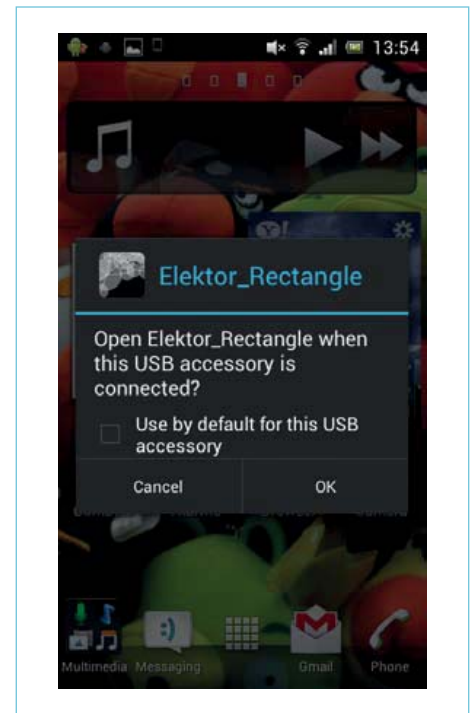 13:54
Y!
Elektor_Rectangle
Open Elektor_Rectangle when
this USB accessory is
connected?
Use by default for this USB
accessory
Cancel OK
Multimedia Messaging Gmail Phone